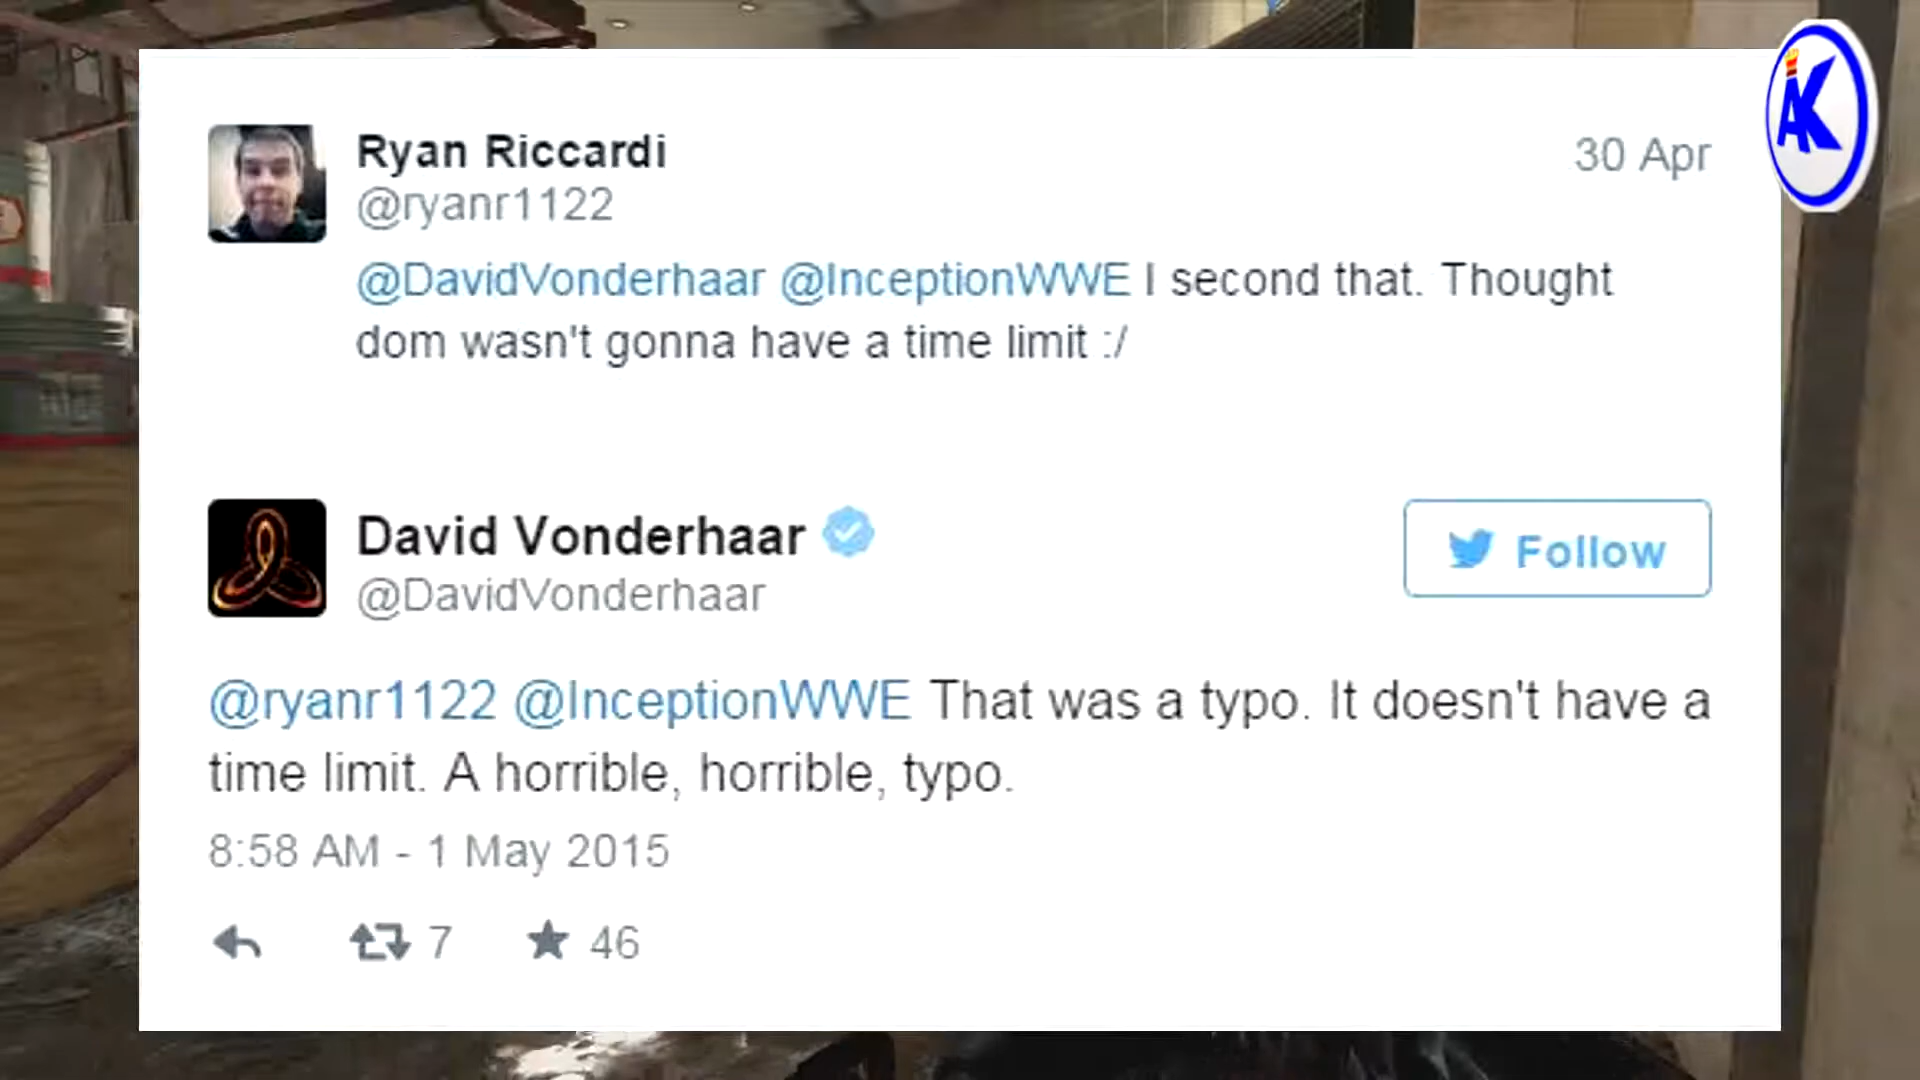 Ryan Riccardi
30 Apr
@ryanr1122
@DavidVonderhaar @InceptionWWE I second that. Thought
dom wasn't gonna have a time limit :/
David Vonderhaar
Follow
@DavidVonderhaar
@ryanr1122 @InceptionWWE That was a typo. It doesn't have a
time limit. A horrible, horrible, typo.
8:58 AM - 1 May 2015
7 46
AK